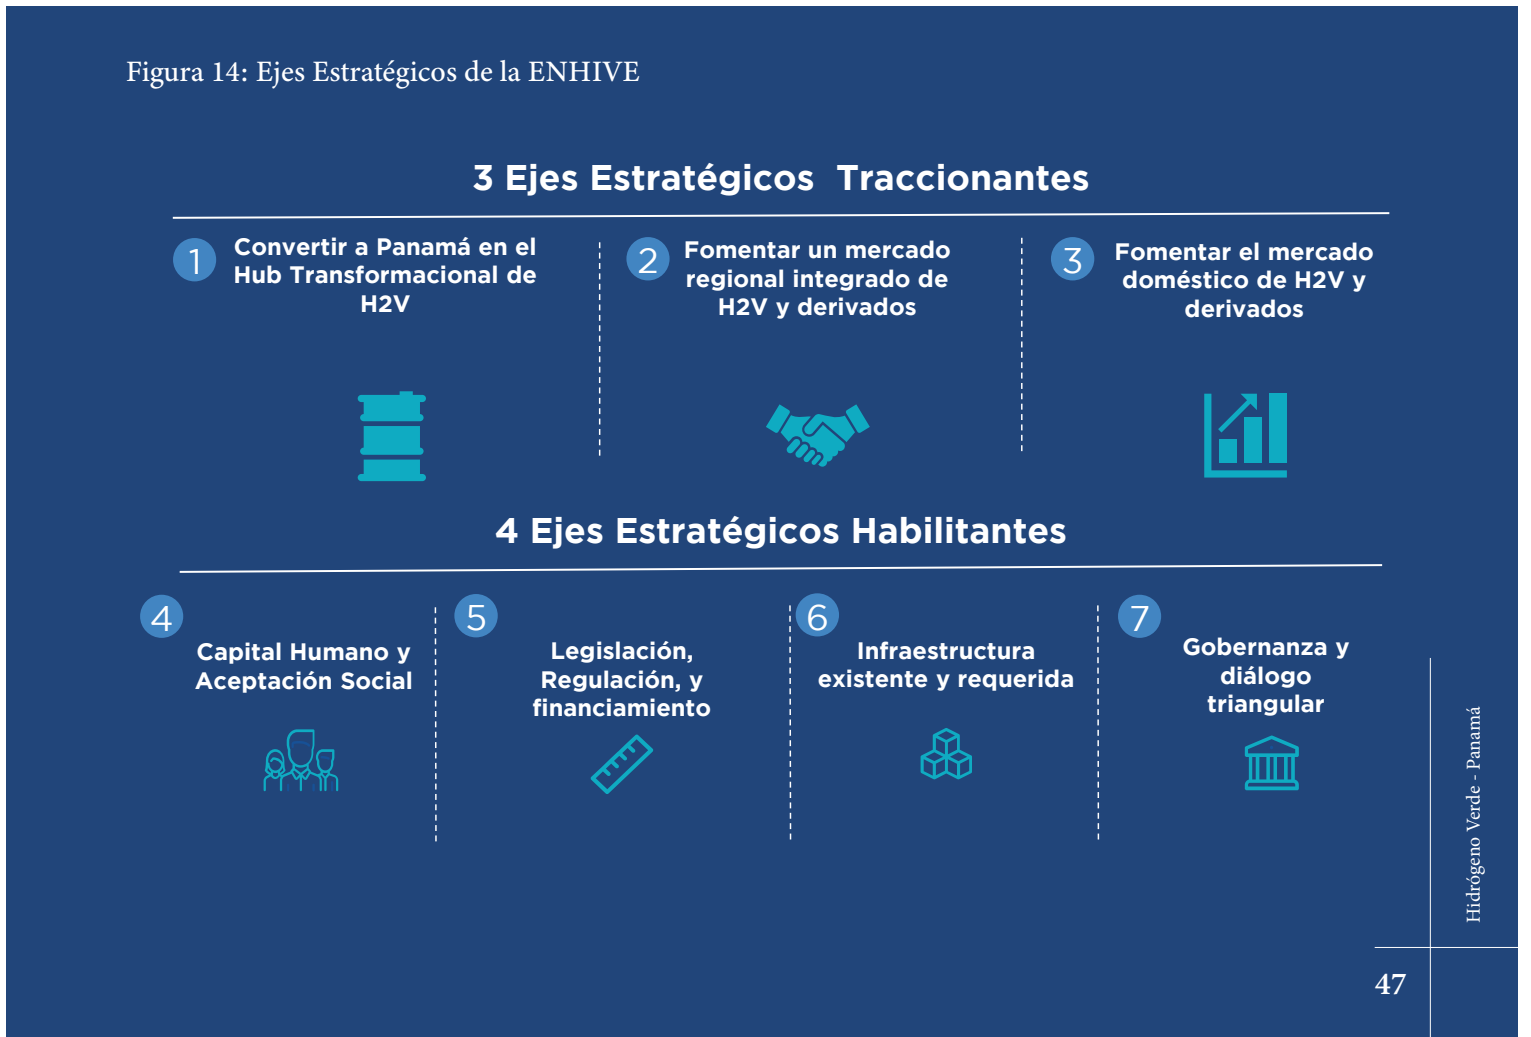 Figura 14: Ejes Estratégicos de la ENHIVE
3 Ejes Estratégicos Traccionantes
1
Convertir a Panamá en el
Hub Transformacional de
H2V
2
Fomentar un mercado
regional integrado de
H2V y derivados
3
Fomentar el mercado
doméstico de H2V y
derivados
4 Ejes Estratégicos Habilitantes
4
Capital Humano y
Aceptación Social
5
Legislación,
Regulación, y
financiamiento
6
Infraestructura
existente y requerida
7
Gobernanza y
diálogo
triangular
Hidrógeno Verde - Panamá
47